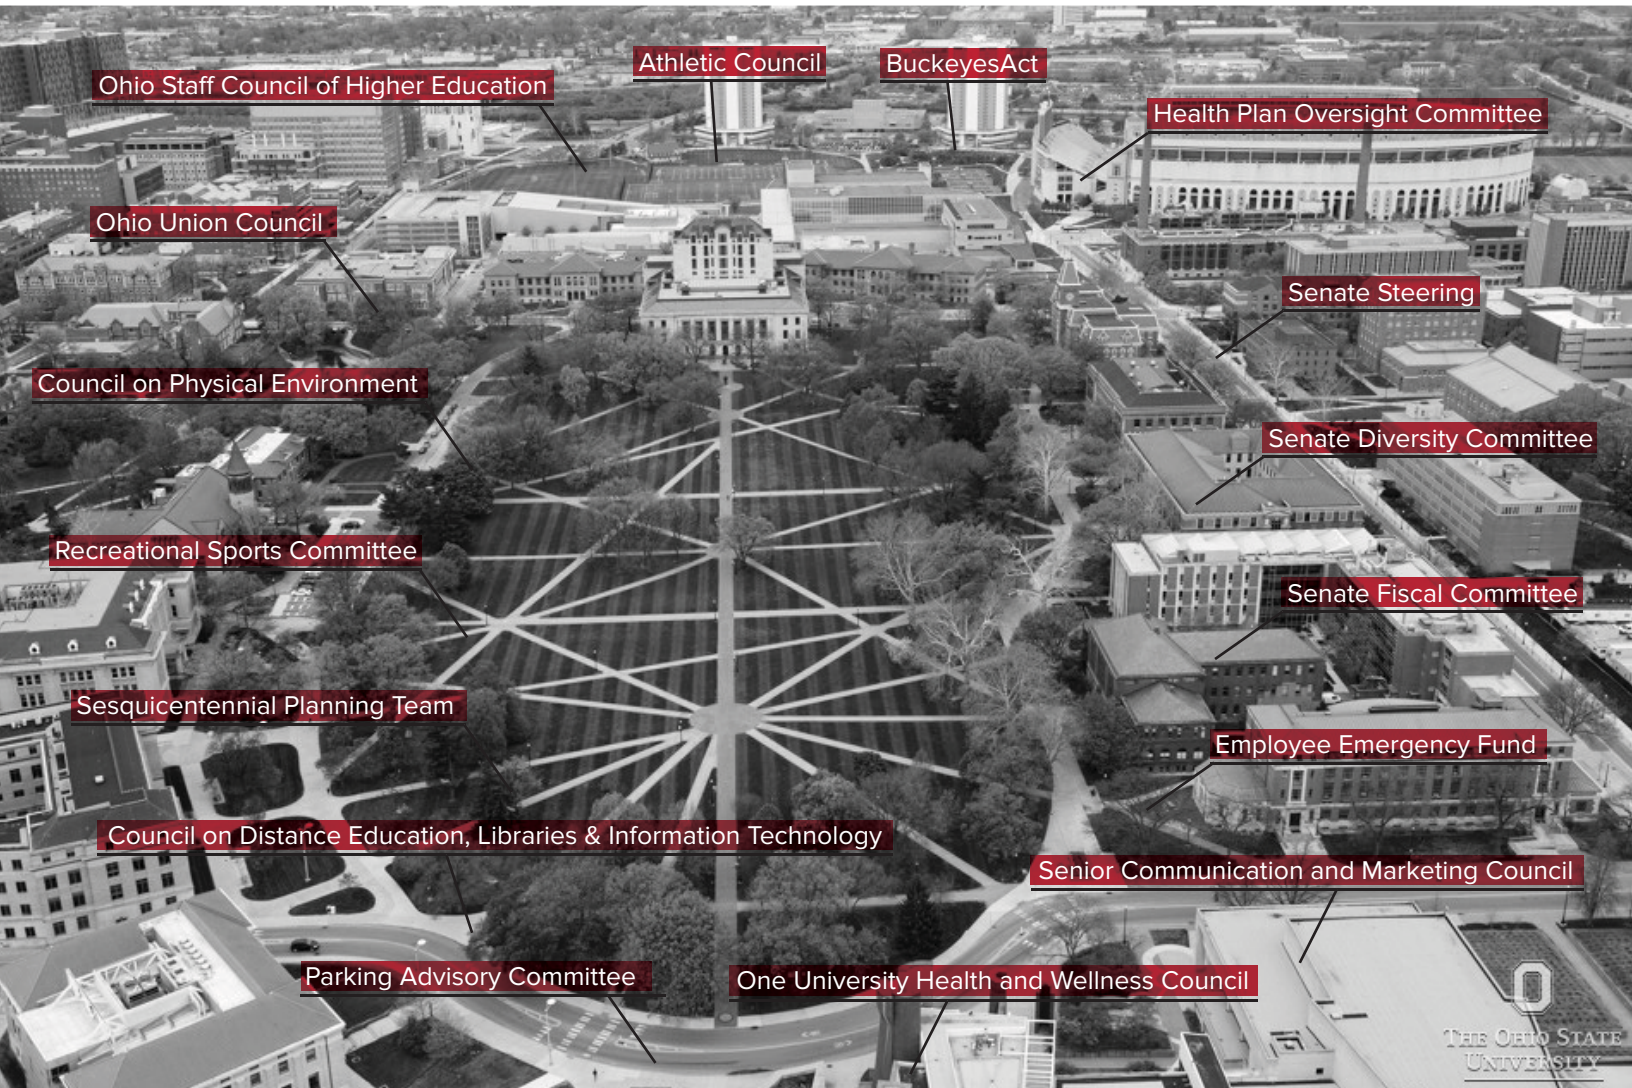 Athletic Council
BuckeyesAct
Ohio Staff Council of Higher Education
Health Plan Oversight Committee
Ohio Union Council
Senate Steering
Council on Physical Environment
Senate Diversity Committee
Recreational Sports Committee
Senate Fiscal Committee
Sesquicentennial Planning Team
Employee Emergency Fund
Council on Distance Education, Libraries & Information Technology
Senior Communication and Marketing Council
Parking Advisory Committee
One University Health and Wellness Council
The Ohio State
University